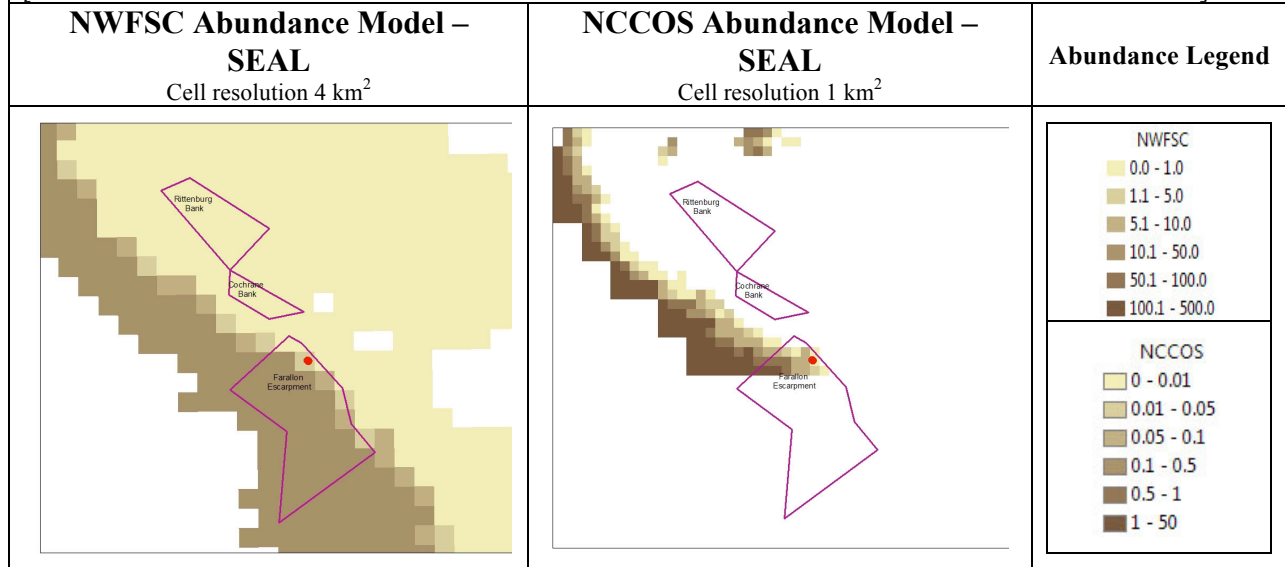 NWFSC Abundance Model –
SEAL
Cell resolution 4 km²
NCCOS Abundance Model –
SEAL
Cell resolution 1 km²
Abundance Legend
Rittenburg
Bank
Cochrane
Bank
Farallon
Escarpment
Rittenburg
Bank
Cochrane
Bank
Farallon
Escarpment
NWFSC
0.0 - 1.0
1.1 - 5.0
5.1 - 10.0
10.1 - 50.0
50.1 - 100.0
100.1 - 500.0
NCCOS
0 - 0.01
0.01 - 0.05
0.05 - 0.1
0.1 - 0.5
0.5 - 1
1 - 50